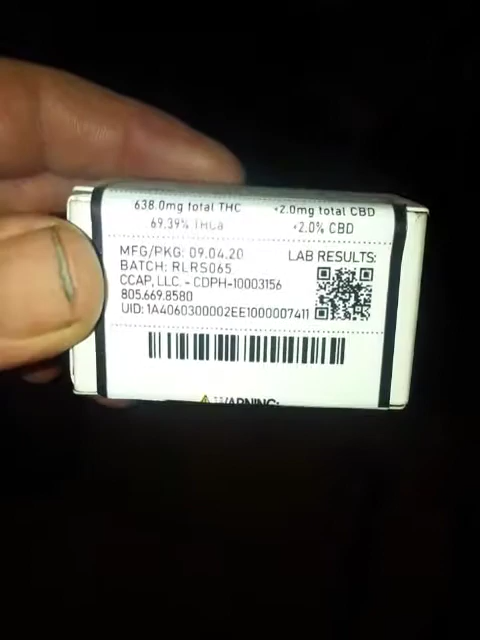 638.0mg total THC
<2.0mg total CBD
69.39% THCa
<2.0% CBD
MFG/PKG: 09.04.20
LAB RESULTS:
BATCH: RLRS065
CCAP, LLC. - CDPH-10003156
805.669.8580
UID: 1A4060300002EE1000007411
WARNING: